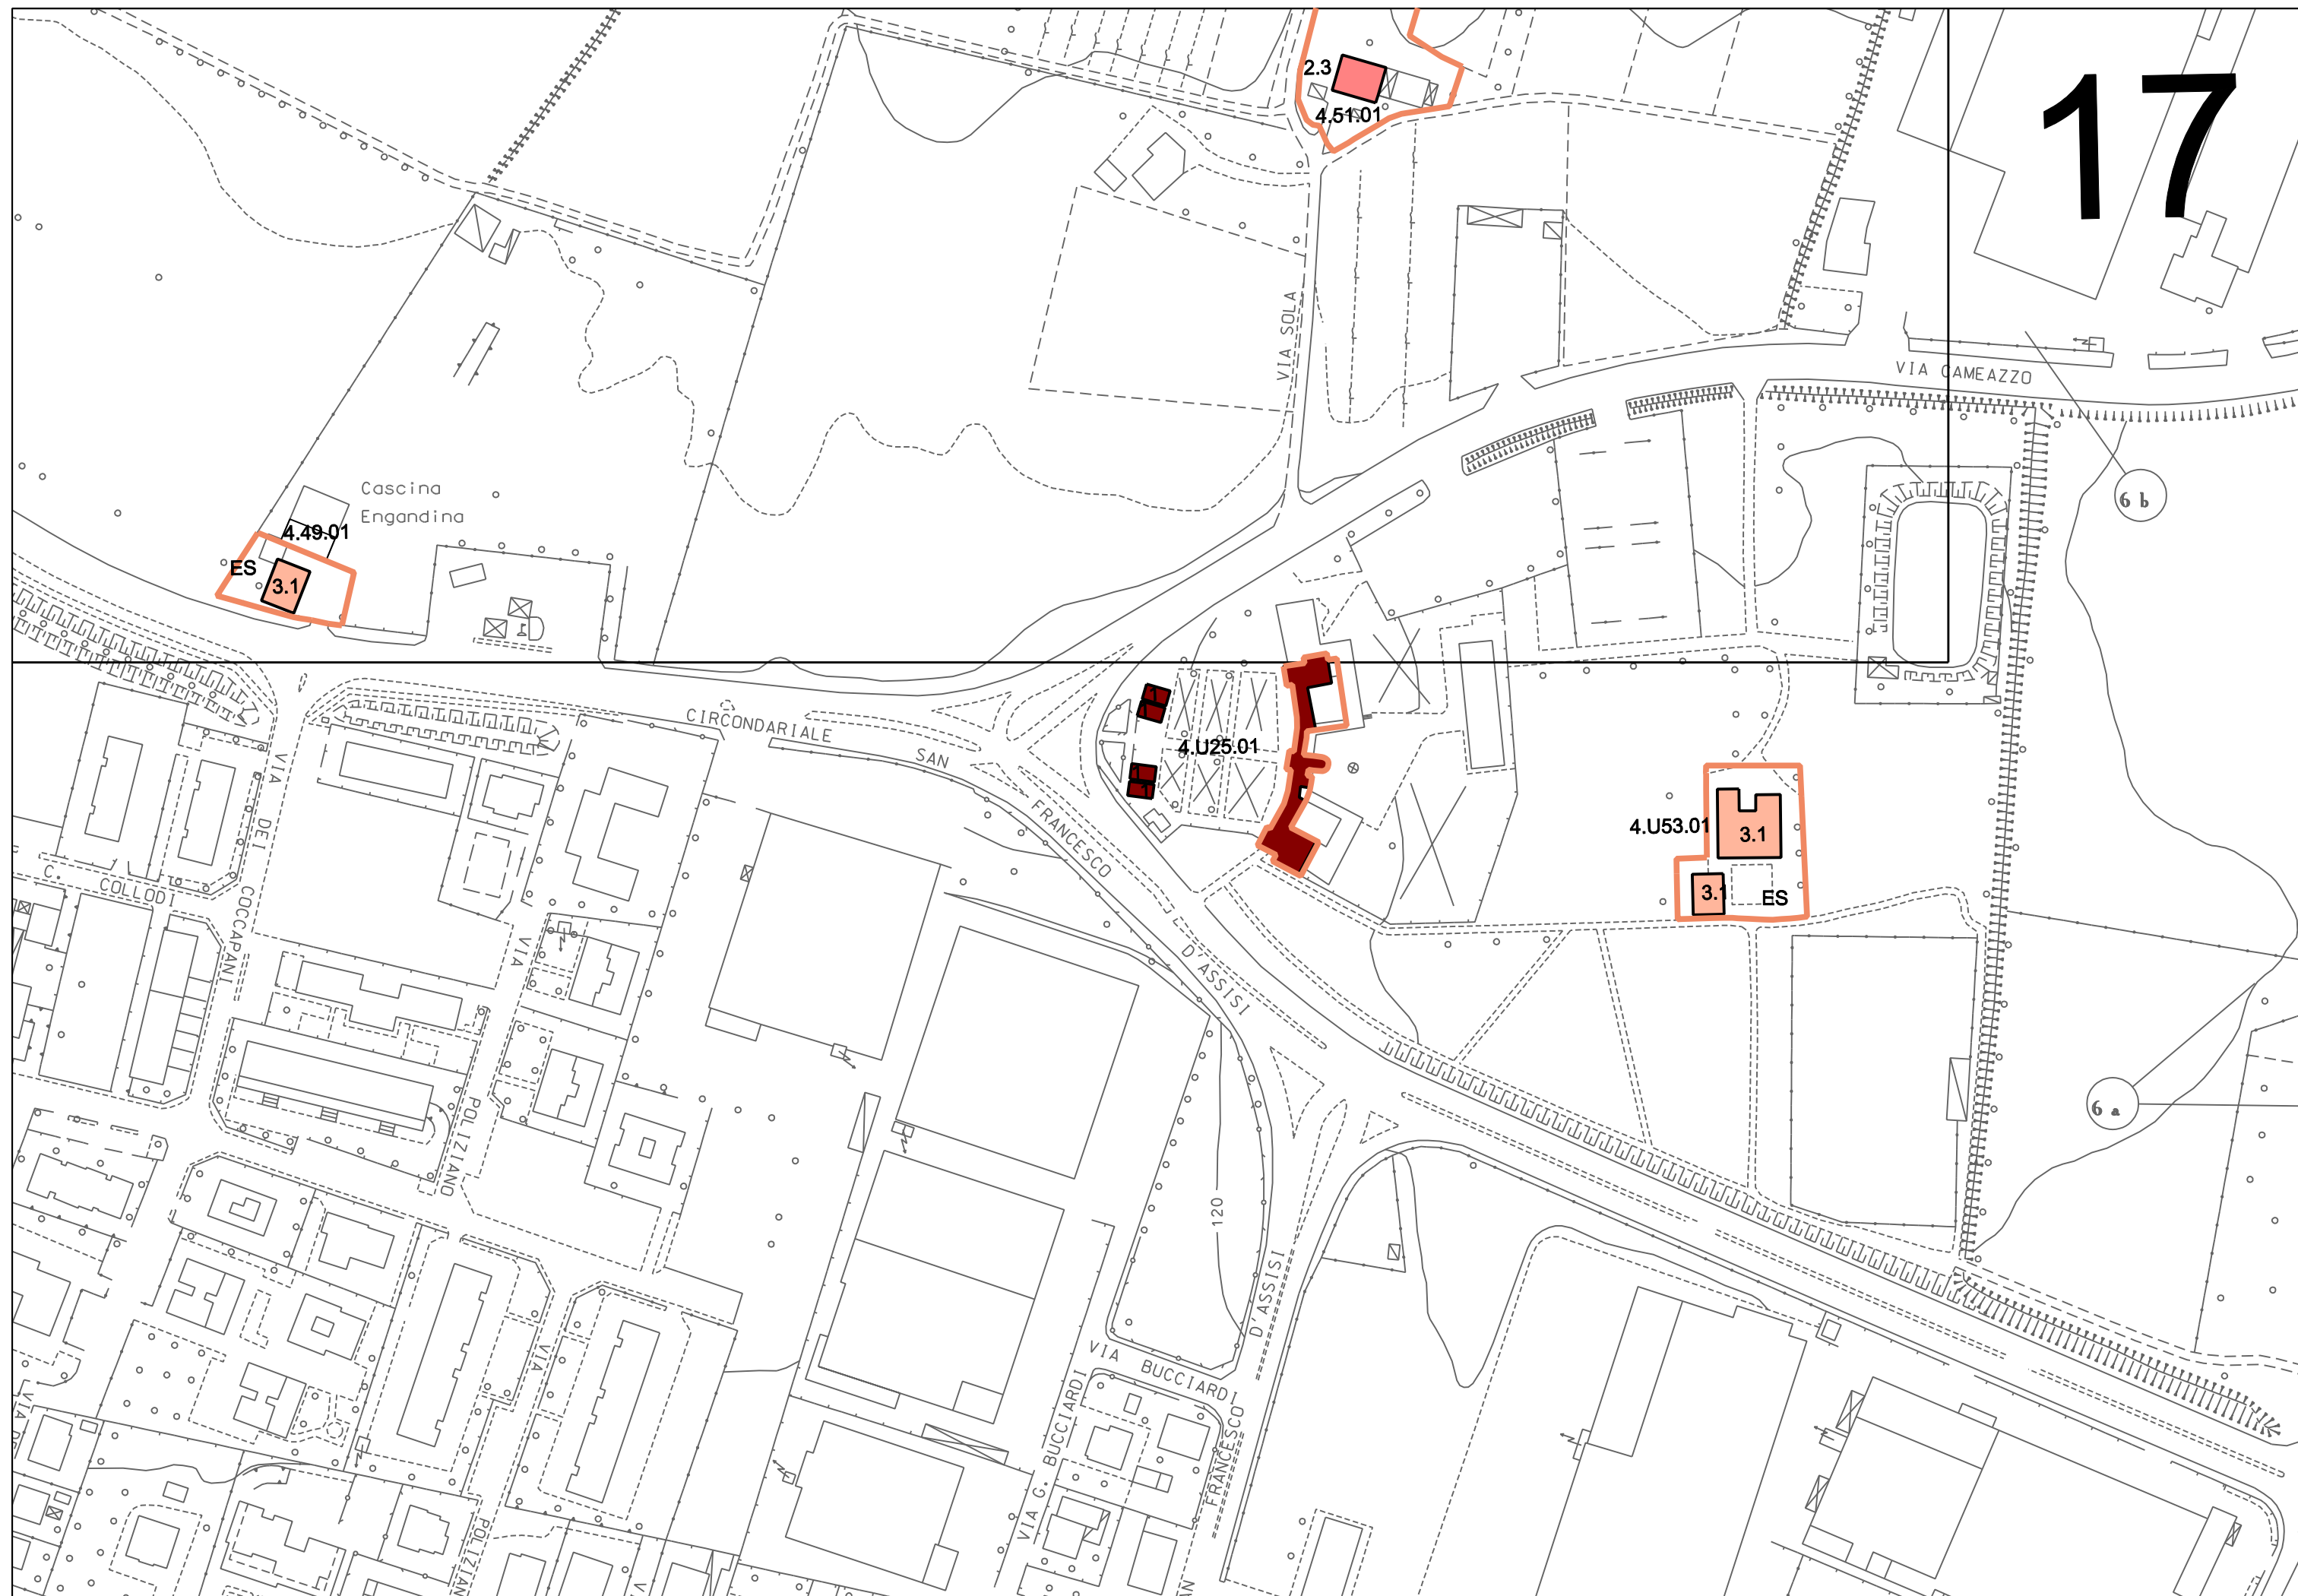 17
2.3
4.51.01
VIA SOLA
VIA CAMEAZZO
6 b
Cascina
Engandina
4.49.01
ES
3.1
CIRCONDARIALE
SAN
FRANCESCO
D'ASSISI
4.U25.01
4.U53.01
3.1
3.1
ES
VIA DEI
COCCAPANI
C. COLLODI
VIA
POLIZIANO
6 a
120
D'ASSISI
FRANCESCO
VIA BUCCIARDI
VIA G. BUCCIARDI
VIA
POLIZIAN
VIA